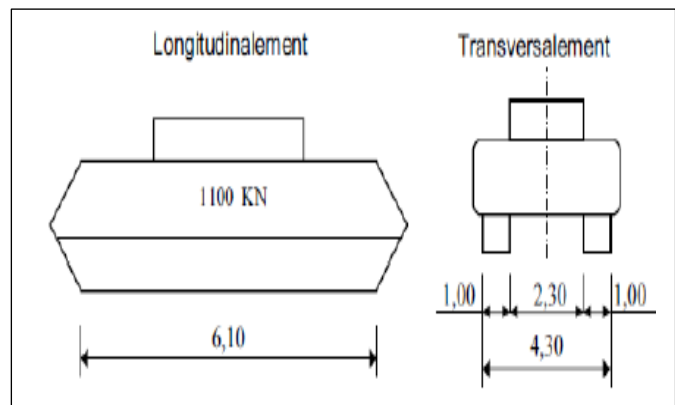 Longitudinalement
Transversalement
1100 KN
1,00 2,30 1,00
6,10
4,30